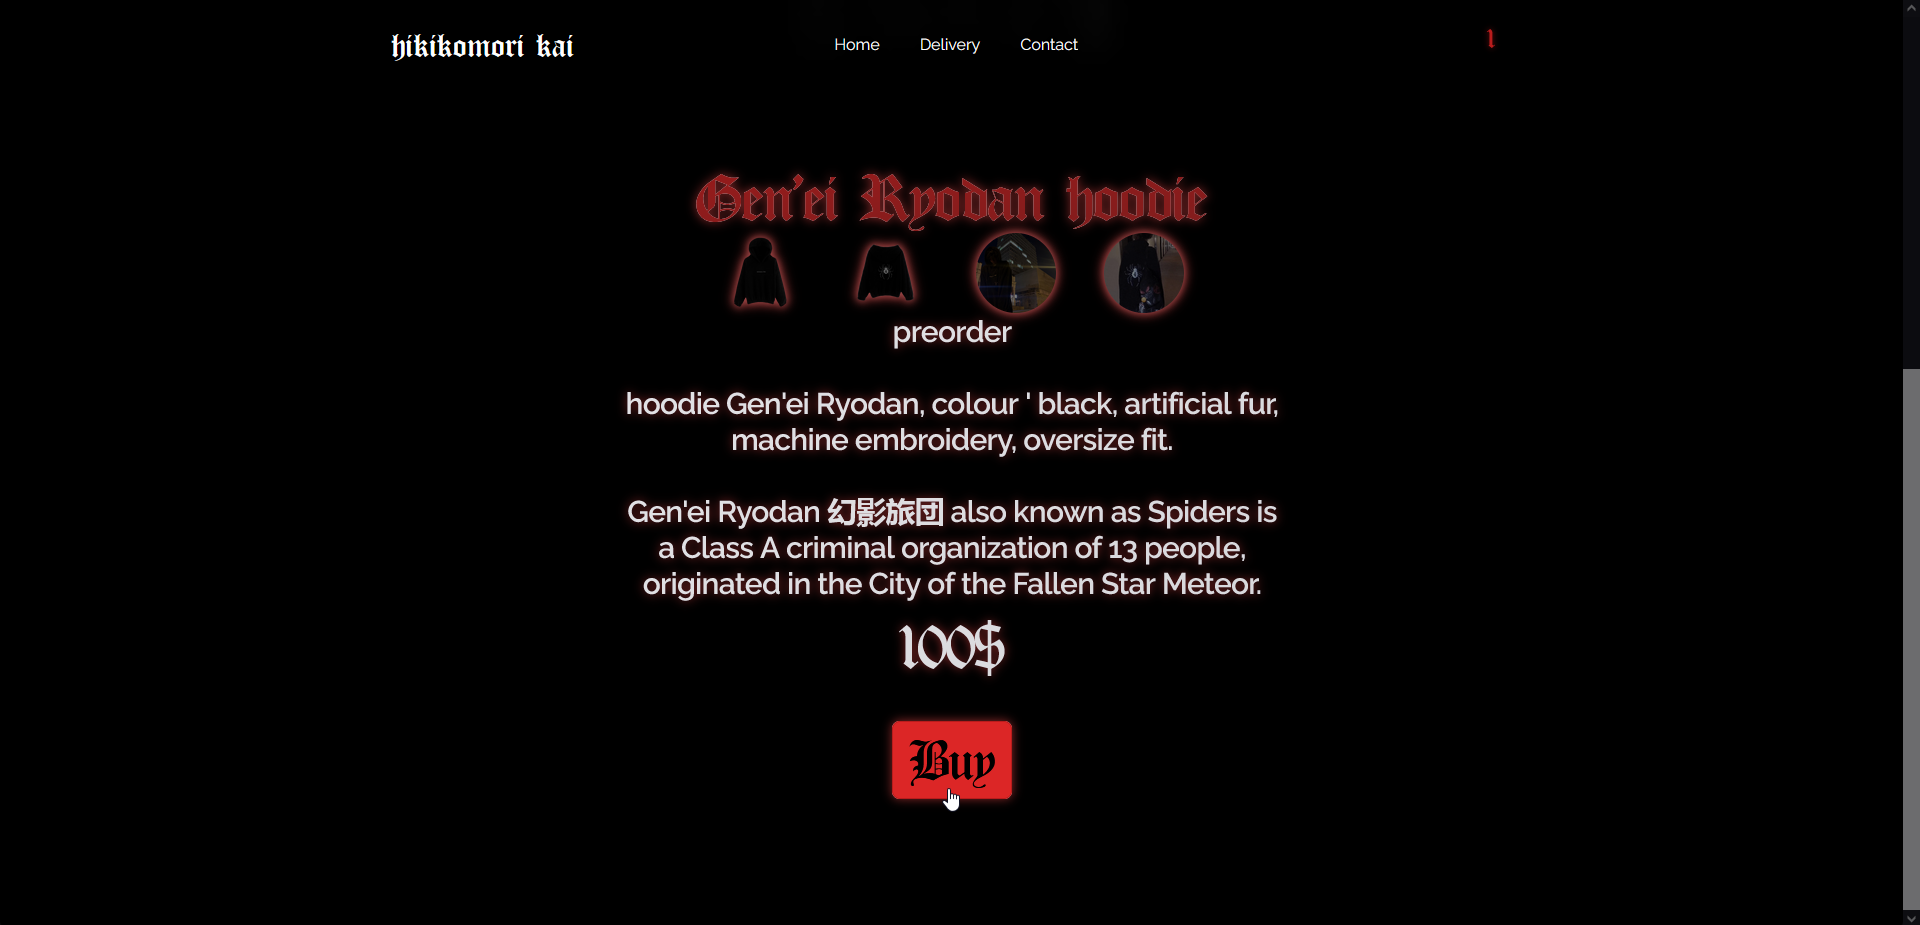 hikikomori kai
Home
Delivery
Contact
1
Gen'ei Ryodan hoodie
preorder
hoodie Gen'ei Ryodan, colour ' black, artificial fur,
machine embroidery, oversize fit.
Gen'ei Ryodan 幻影旅団 also known as Spiders is
a Class A criminal organization of 13 people,
originated in the City of the Fallen Star Meteor.
100$
Buy